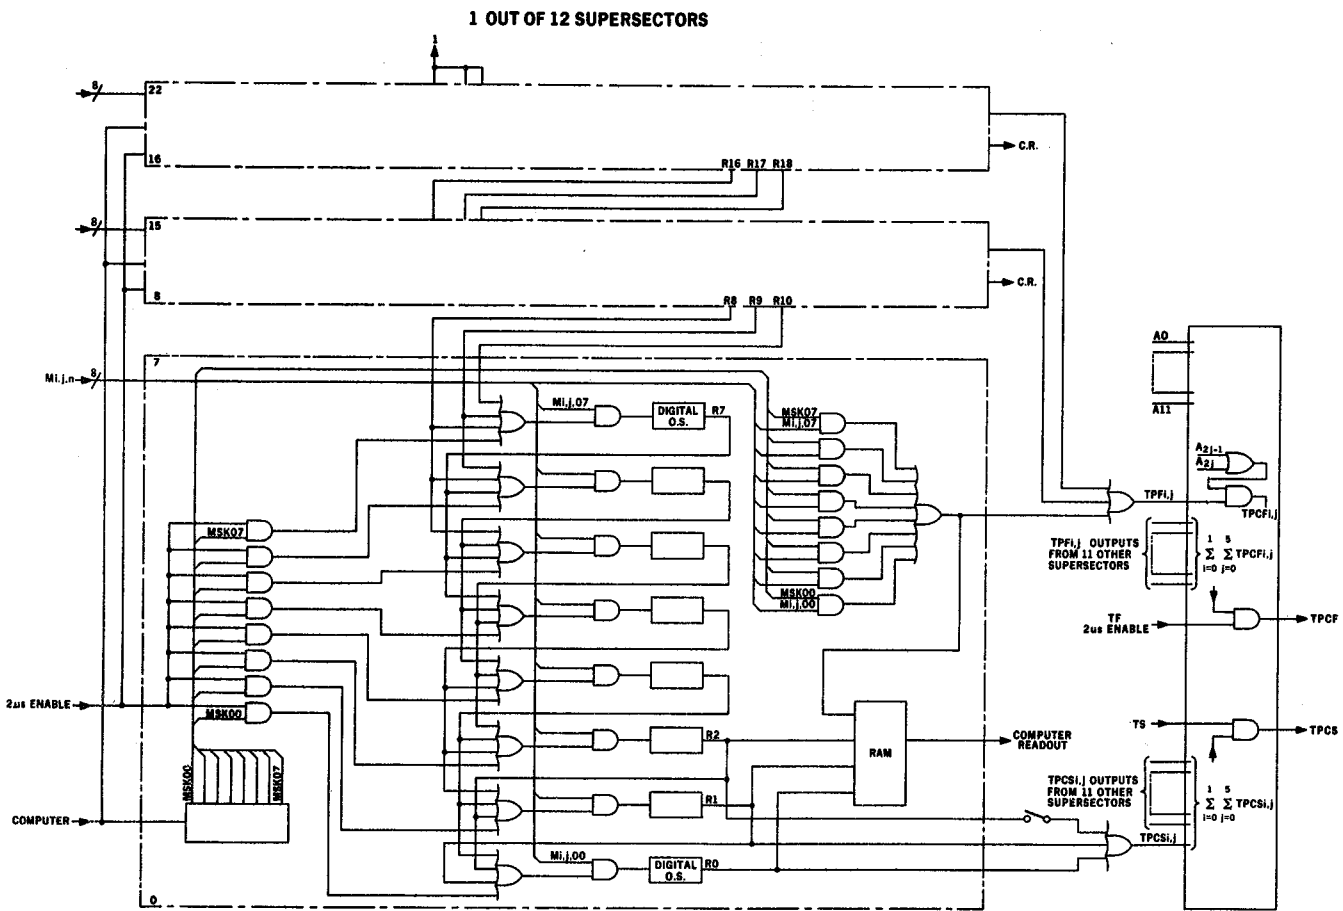 1 OUT OF 12 SUPERSECTORS
1
8
22
16
C.R.
R16 R17 R18
8
15
8
C.R.
R8 R9 R10
7
Mi,j,n
8
A0
A11
Mi,j,07
DIGITAL
O.S.
R7
MSK07
Mi,j,07
A2j-1
A2j
TPFi,j
TPCFi,j
MSK07
TPFi,j OUTPUTS
FROM 11 OTHER
SUPERSECTORS
1 5
Σ Σ TPCFi,j
i=0 j=0
MSK00
Mi,j,00
TF
2us ENABLE
TPCF
2µs ENABLE
MSK00
R2
RAM
COMPUTER
READOUT
TS
TPCS
MSK00
MSK07
R1
TPCSi,j OUTPUTS
FROM 11 OTHER
SUPERSECTORS
1 5
Σ Σ TPCSi,j
i=0 j=0
COMPUTER
TPCSi,j
Mi,j,00
DIGITAL
O.S.
R0
0